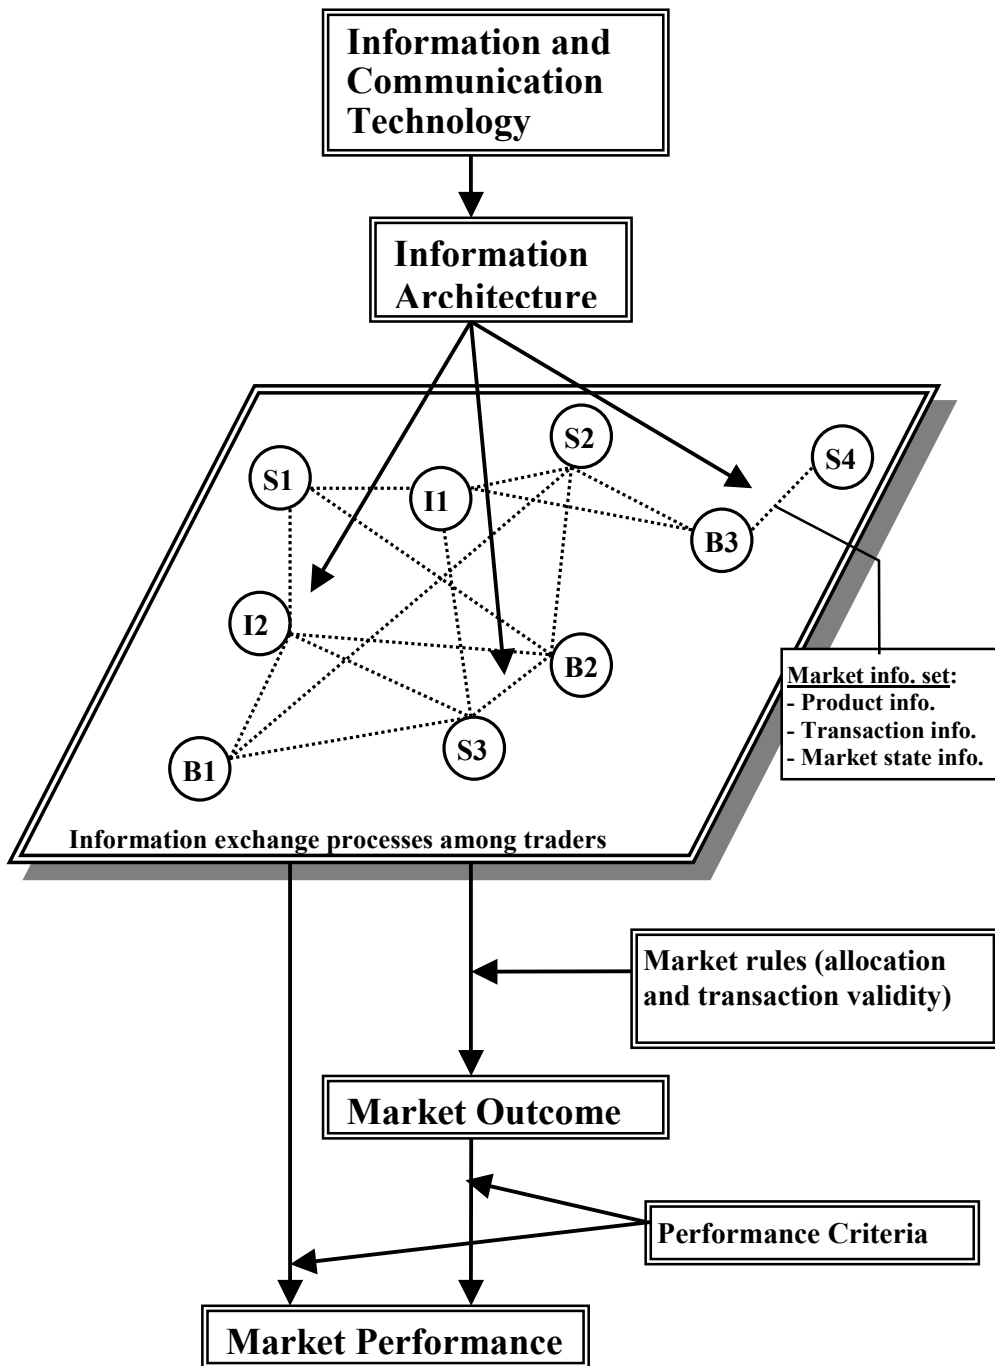 Information and
Communication
Technology
Information
Architecture
S2
S4
S1
I1
B3
I2
B2
Market info. set:
- Product info.
- Transaction info.
- Market state info.
S3
B1
Information exchange processes among traders
Market rules (allocation
and transaction validity)
Market Outcome
Performance Criteria
Market Performance